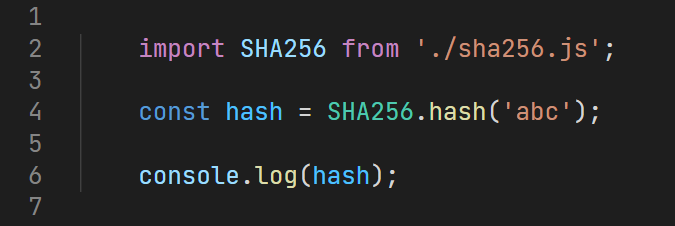 1
2 import SHA256 from './sha256.js';
3
4 const hash = SHA256.hash('abc');
5
6 console.log(hash);
7